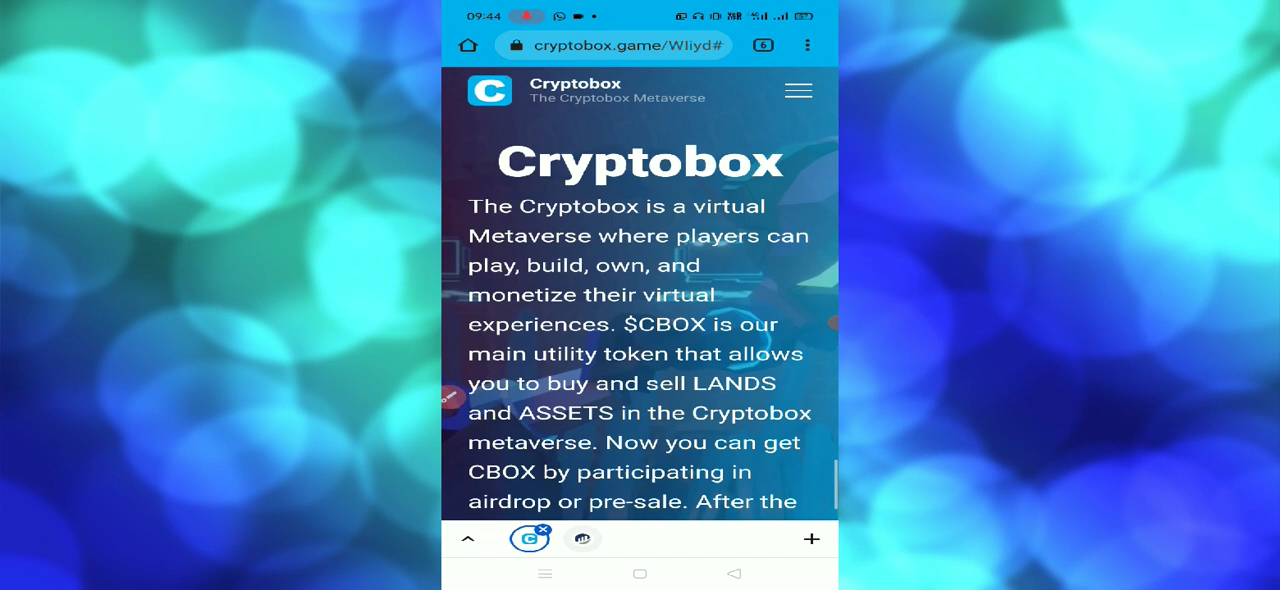 09:44
cryptobox.game/WIiyd#
6
Cryptobox
The Cryptobox Metaverse
Cryptobox
The Cryptobox is a virtual
Metaverse where players can
play, build, own, and
monetize their virtual
experiences. $CBOX is our
main utility token that allows
you to buy and sell LANDS
and ASSETS in the Cryptobox
metaverse. Now you can get
CBOX by participating in
airdrop or pre-sale. After the